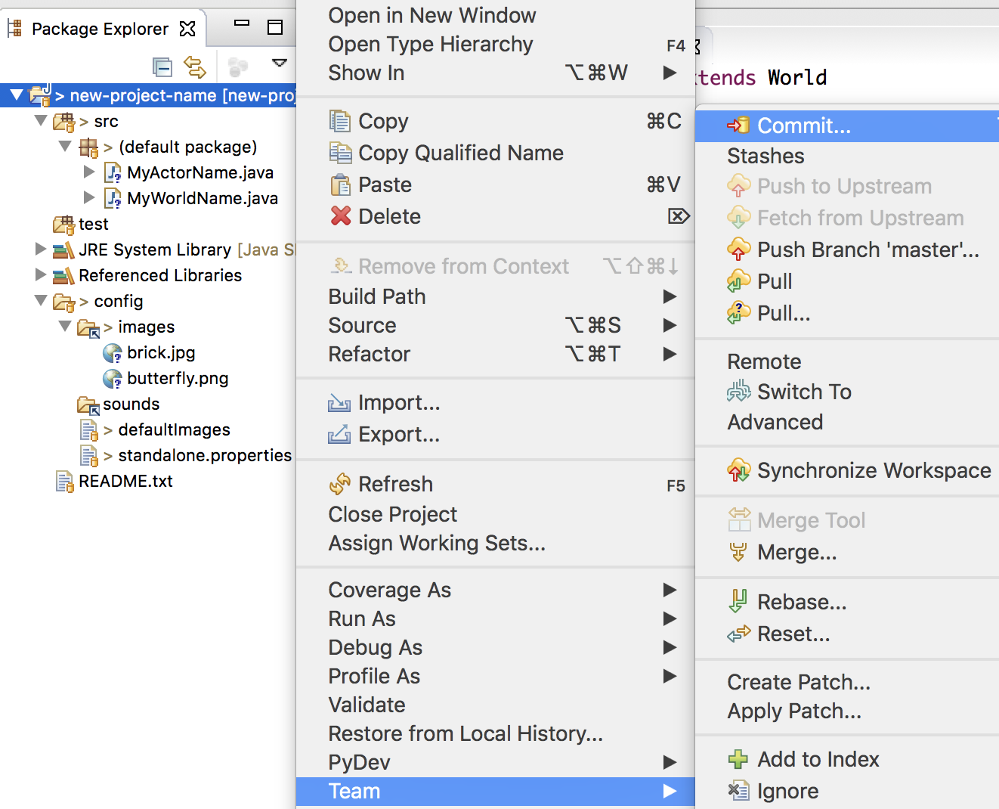 Package Explorer
> new-project-name [new-proj
> src
> (default package)
MyActorName.java
MyWorldName.java
test
JRE System Library [Java S
Referenced Libraries
> config
> images
brick.jpg
butterfly.png
sounds
> defaultImages
> standalone.properties
README.txt
Open in New Window
Open Type Hierarchy F4
Show In ⌥⌘W
Copy ⌘C
Copy Qualified Name
Paste ⌘V
Delete ⌦
Remove from Context ⌥⇧⌘↓
Build Path
Source ⌥⌘S
Refactor ⌥⌘T
Import...
Export...
Refresh F5
Close Project
Assign Working Sets...
Coverage As
Run As
Debug As
Profile As
Validate
Restore from Local History...
PyDev
Team
tends World
Commit...
Stashes
Push to Upstream
Fetch from Upstream
Push Branch 'master'...
Pull
Pull...
Remote
Switch To
Advanced
Synchronize Workspace
Merge Tool
Merge...
Rebase...
Reset...
Create Patch...
Apply Patch...
Add to Index
Ignore